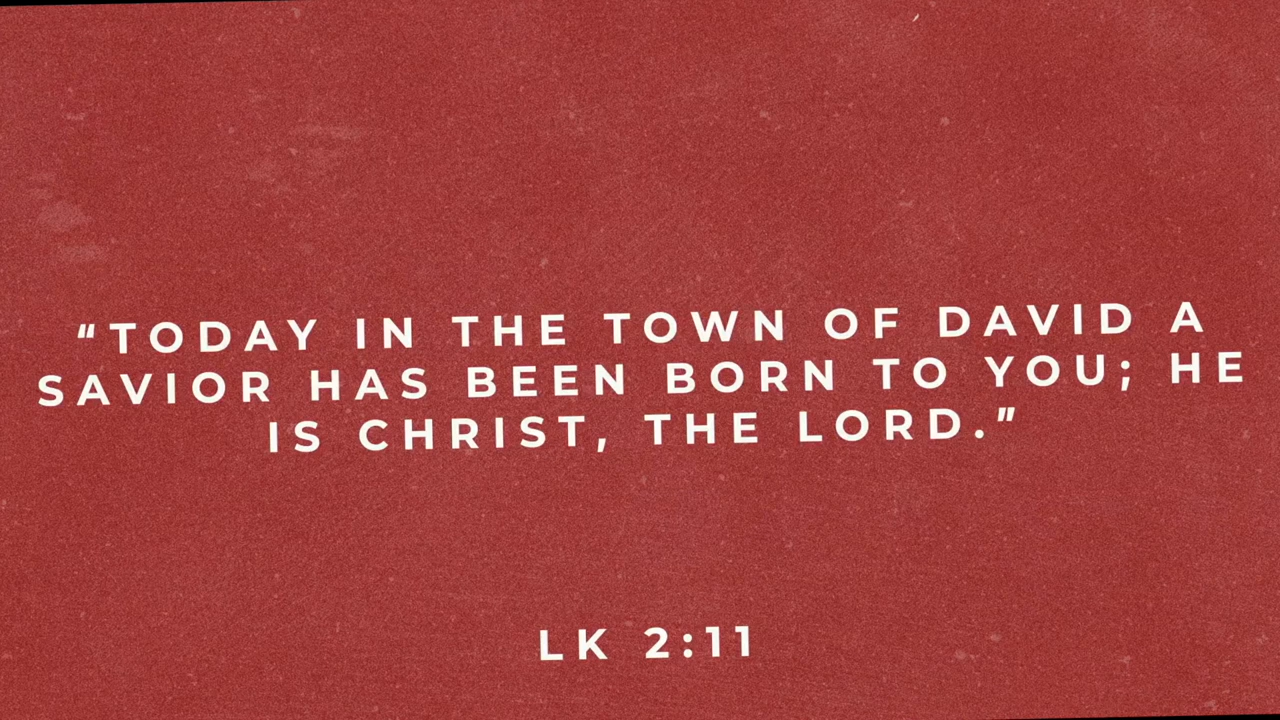 “TODAY IN THE TOWN OF DAVID A
SAVIOR HAS BEEN BORN TO YOU; HE
IS CHRIST, THE LORD.”
LK 2:11